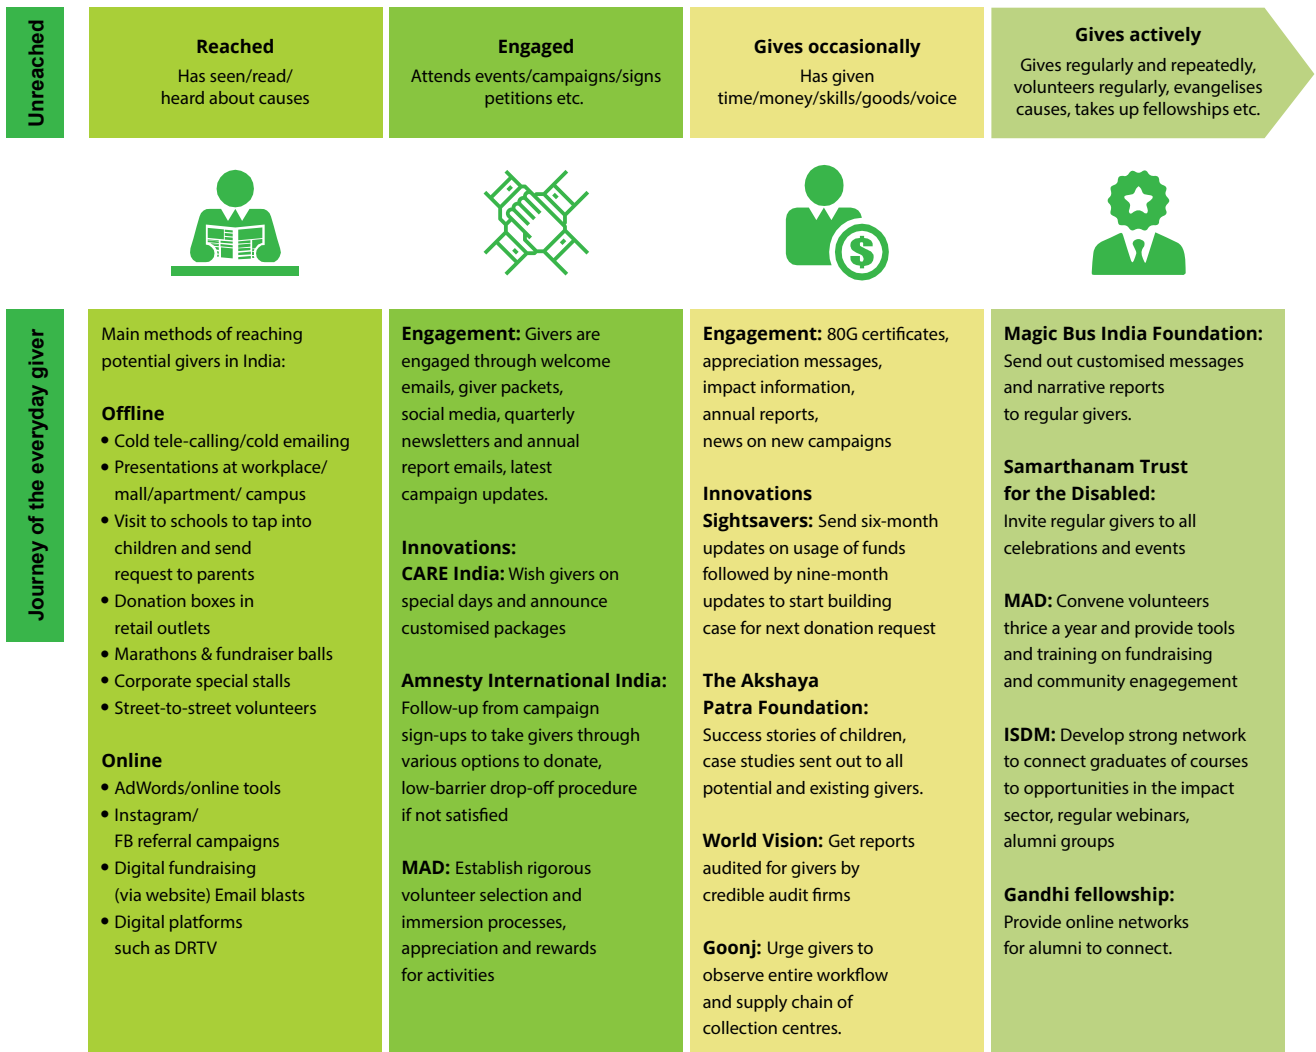 Unreached
Reached
Has seen/read/
heard about causes
Engaged
Attends events/campaigns/signs
petitions etc.
Gives occasionally
Has given
time/money/skills/goods/voice
Gives actively
Gives regularly and repeatedly,
volunteers regularly, evangelises
causes, takes up fellowships etc.
$
Journey of the everyday giver
Main methods of reaching
potential givers in India:
Offline
• Cold tele-calling/cold emailing
• Presentations at workplace/
mall/apartment/ campus
• Visit to schools to tap into
children and send
request to parents
• Donation boxes in
retail outlets
• Marathons & fundraiser balls
• Corporate special stalls
• Street-to-street volunteers
Online
• AdWords/online tools
• Instagram/
FB referral campaigns
• Digital fundraising
(via website) Email blasts
• Digital platforms
such as DRTV
Engagement: Givers are
engaged through welcome
emails, giver packets,
social media, quarterly
newsletters and annual
report emails, latest
campaign updates.
Innovations:
CARE India: Wish givers on
special days and announce
customised packages
Amnesty International India:
Follow-up from campaign
sign-ups to take givers through
various options to donate,
low-barrier drop-off procedure
if not satisfied
MAD: Establish rigorous
volunteer selection and
immersion processes,
appreciation and rewards
for activities
Engagement: 80G certificates,
appreciation messages,
impact information,
annual reports,
news on new campaigns
Innovations
Sightsavers: Send six-month
updates on usage of funds
followed by nine-month
updates to start building
case for next donation request
The Akshaya
Patra Foundation:
Success stories of children,
case studies sent out to all
potential and existing givers.
World Vision: Get reports
audited for givers by
credible audit firms
Goonj: Urge givers to
observe entire workflow
and supply chain of
collection centres.
Magic Bus India Foundation:
Send out customised messages
and narrative reports
to regular givers.
Samarthanam Trust
for the Disabled:
Invite regular givers to all
celebrations and events
MAD: Convene volunteers
thrice a year and provide tools
and training on fundraising
and community enagegement
ISDM: Develop strong network
to connect graduates of courses
to opportunities in the impact
sector, regular webinars,
alumni groups
Gandhi fellowship:
Provide online networks
for alumni to connect.